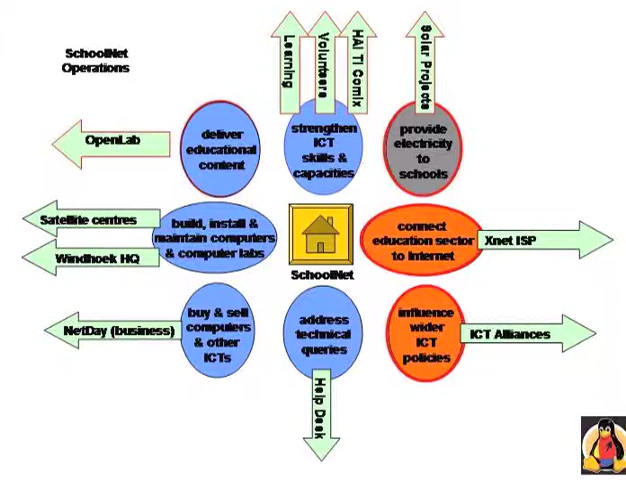 SchoolNet
Operations
Learning
Volunteers
HAI TI Comix
Solar Projects
OpenLab
deliver
educational
content
strengthen
ICT
skills &
capacities
provide
electricity
to
schools
Satellite centres
Windhoek HQ
build, install &
maintain computers
& computer labs
SchoolNet
connect
education sector
to Internet
Xnet ISP
NetDay (business)
buy & sell
computers
& other
ICTs
address
technical
queries
influence
wider
ICT
policies
ICT Alliances
Help Desk